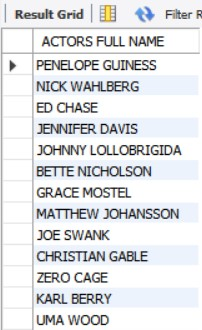 Result Grid Filter R
ACTORS FULL NAME
PENELOPE GUINESS
NICK WAHLBERG
ED CHASE
JENNIFER DAVIS
JOHNNY LOLLOBRIGIDA
BETTE NICHOLSON
GRACE MOSTEL
MATTHEW JOHANSSON
JOE SWANK
CHRISTIAN GABLE
ZERO CAGE
KARL BERRY
UMA WOOD